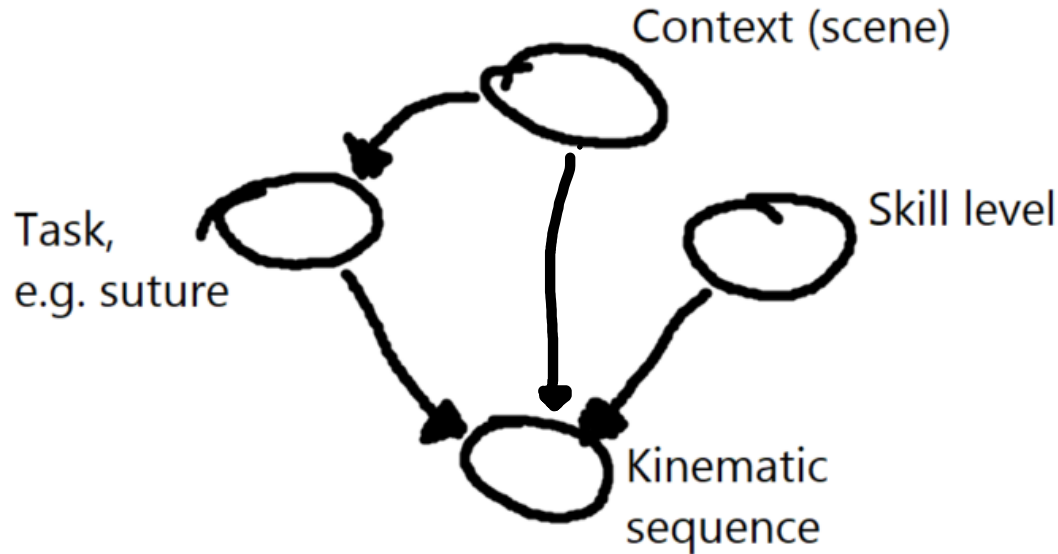 Context (scene)
Skill level
Task,
e.g. suture
Kinematic
sequence